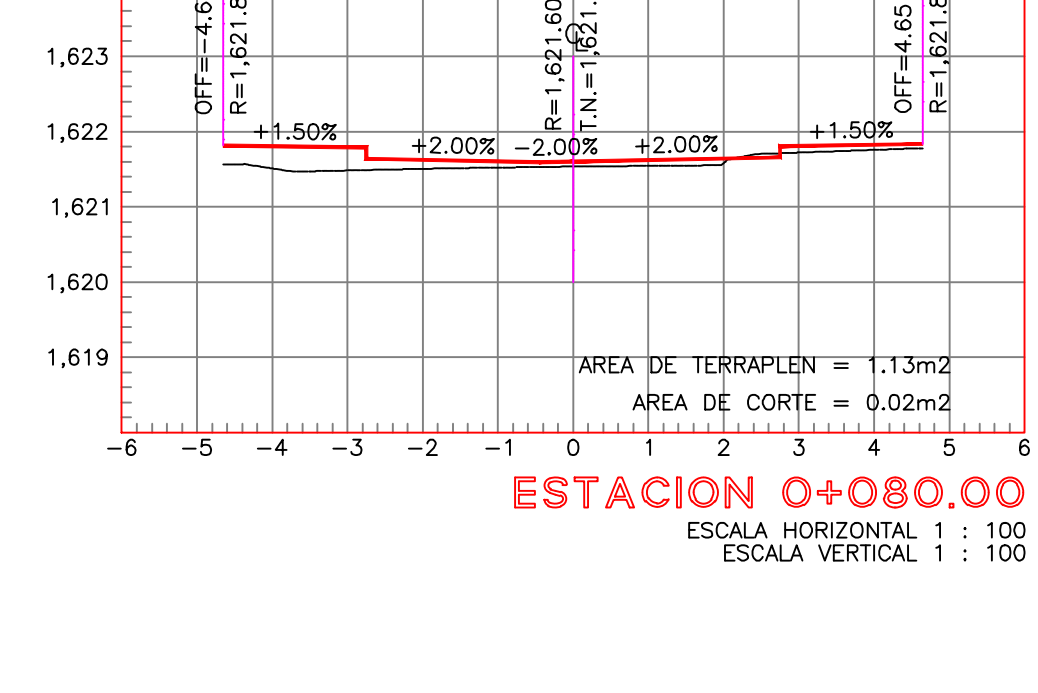 OFF=-4.6
R=1,621.8
R=1,621.60
T.N.=1,621.
OFF=4.65
R=1,621.8
1,623
1,622
1,621
1,620
1,619
+1.50%
+2.00%
-2.00%
+2.00%
+1.50%
AREA DE TERRAPLEN = 1.13m2
AREA DE CORTE = 0.02m2
-6 -5 -4 -3 -2 -1 0 1 2 3 4 5 6
ESTACION 0+080.00
ESCALA HORIZONTAL 1 : 100
ESCALA VERTICAL 1 : 100